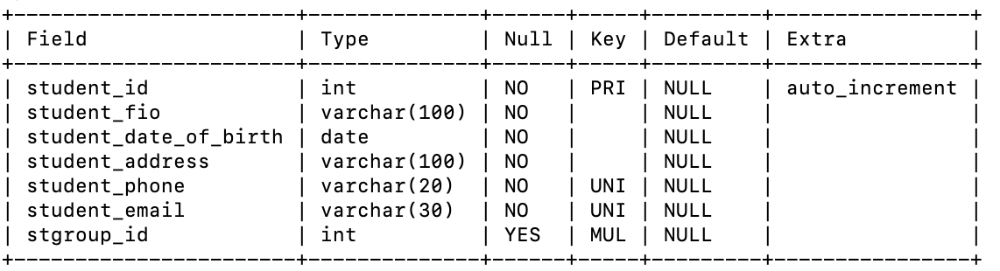 +-----------------------+--------------+------+-----+---------+----------------+
| Field                 | Type         | Null | Key | Default | Extra          |
+-----------------------+--------------+------+-----+---------+----------------+
| student_id            | int          | NO   | PRI | NULL    | auto_increment |
| student_fio           | varchar(100) | NO   |     | NULL    |                |
| student_date_of_birth | date         | NO   |     | NULL    |                |
| student_address       | varchar(100) | NO   |     | NULL    |                |
| student_phone         | varchar(20)  | NO   | UNI | NULL    |                |
| student_email         | varchar(30)  | NO   | UNI | NULL    |                |
| stgroup_id            | int          | YES  | MUL | NULL    |                |
+-----------------------+--------------+------+-----+---------+----------------+